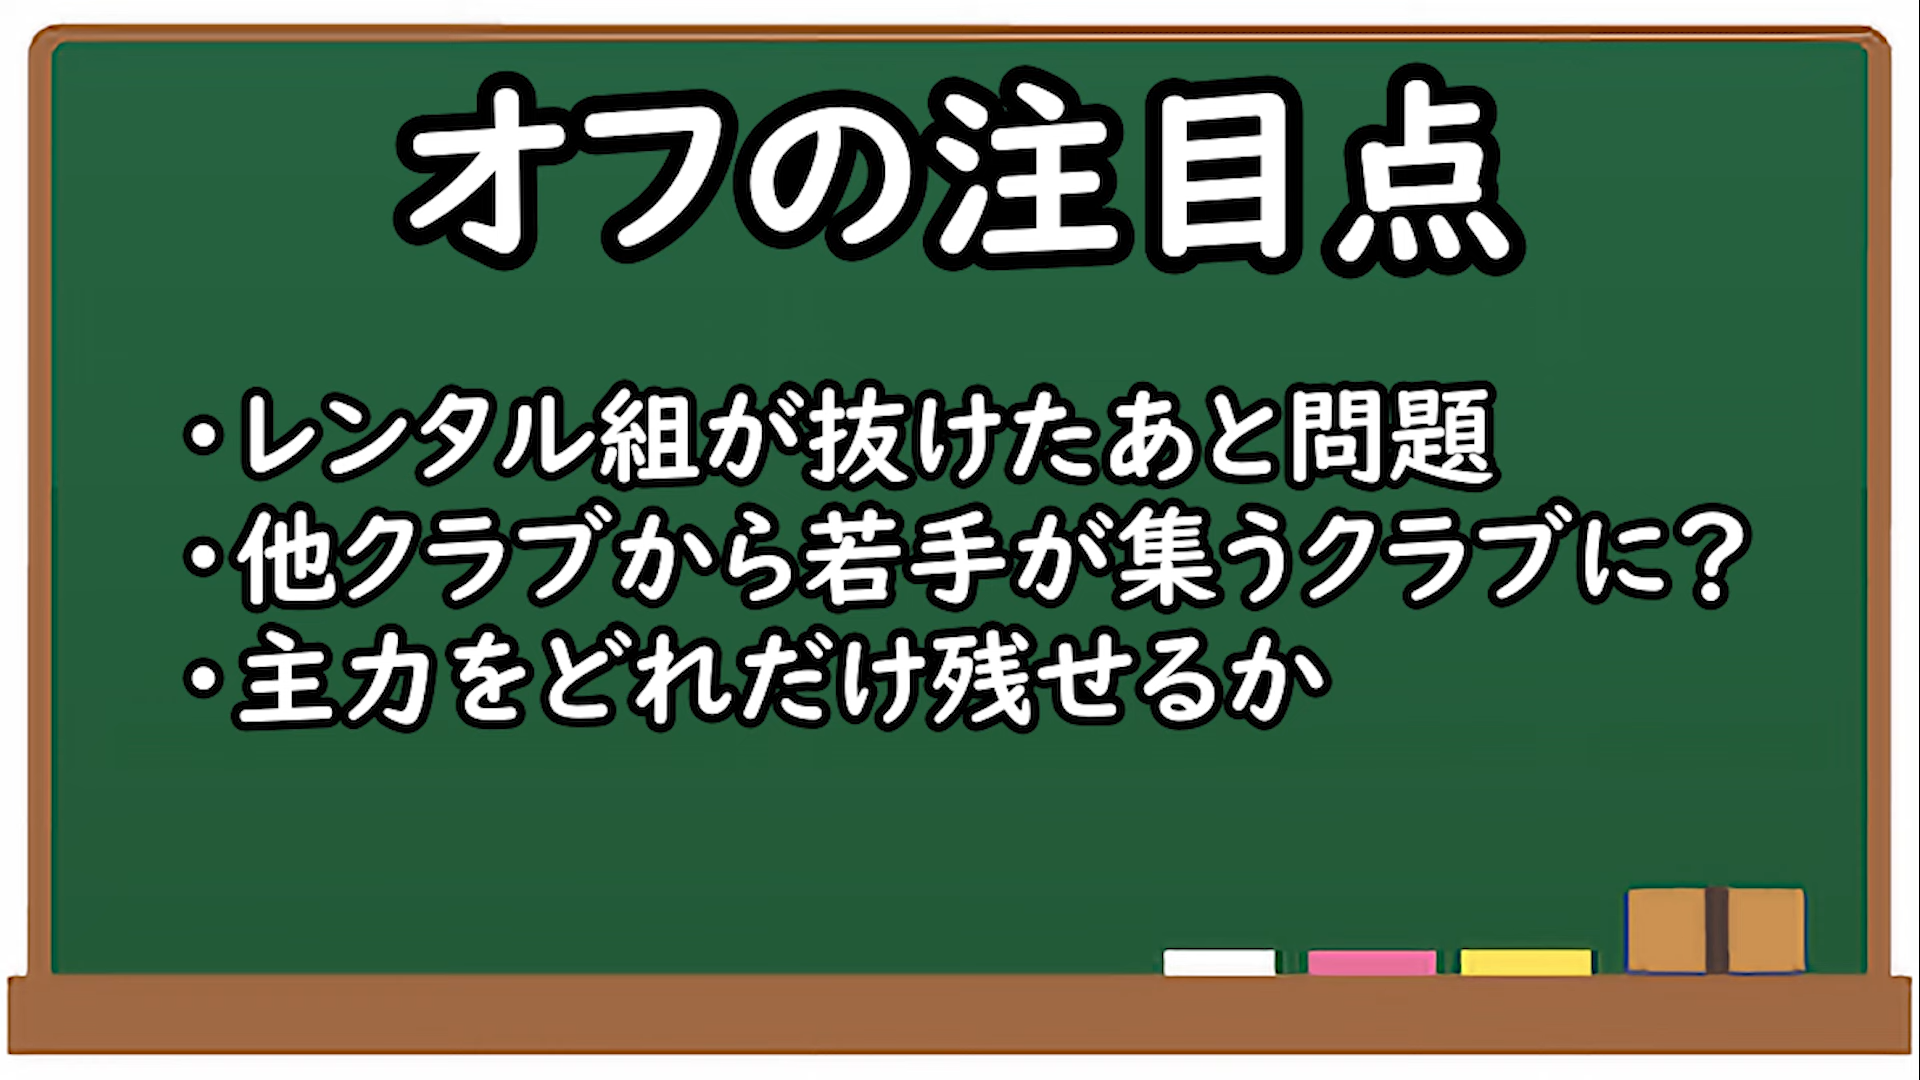 オフの注目点
・レンタル組が抜けたあと問題
・他クラブから若手が集うクラブに？
・主力をどれだけ残せるか